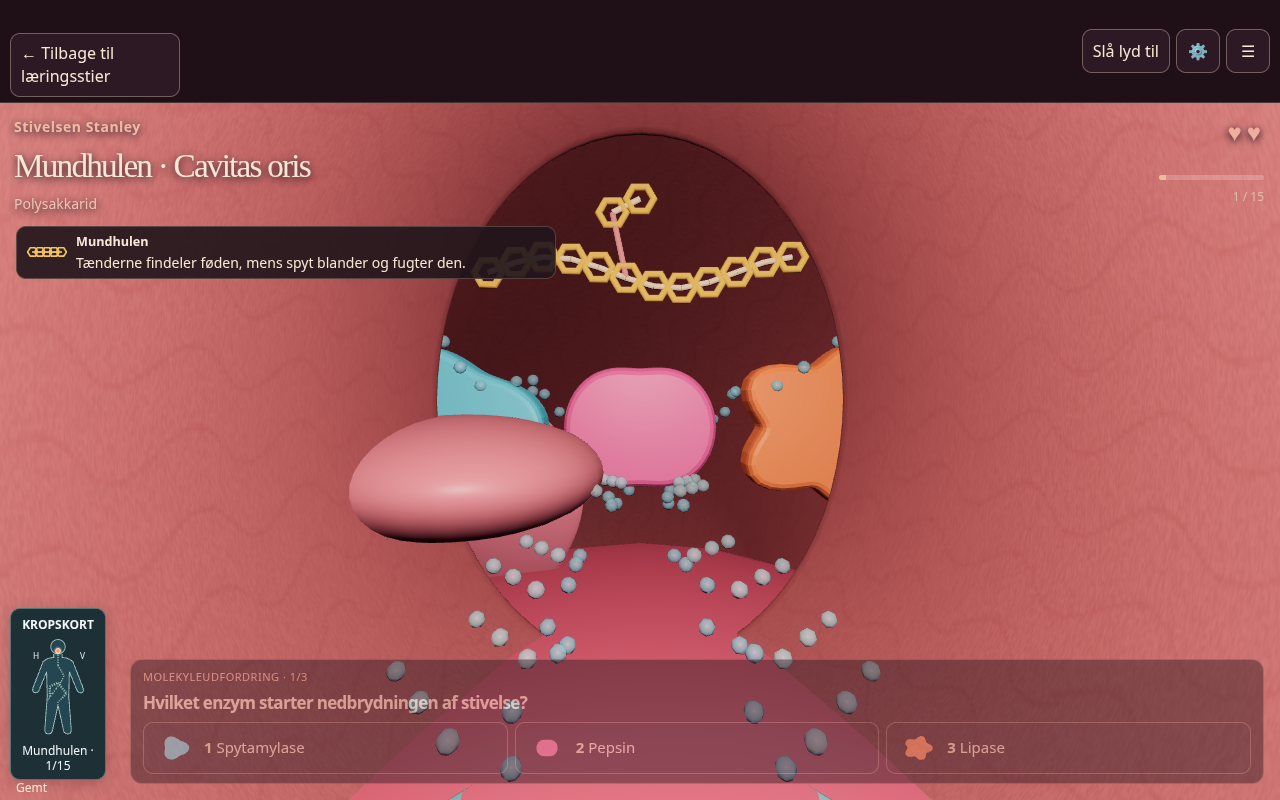 ← Tilbage til
læringsstier
Slå lyd til
Stivelsen Stanley
Mundhulen · Cavitas oris
Polysakkarid
1 / 15
Mundhulen
Tænderne findeler føden, mens spyt blander og fugter den.
KROPSKORT
H V
Mundhulen ·
1/15
Gemt
MOLEKYLEUDFORDRING · 1/3
Hvilket enzym starter nedbrydningen af stivelse?
1 Spytamylase
2 Pepsin
3 Lipase